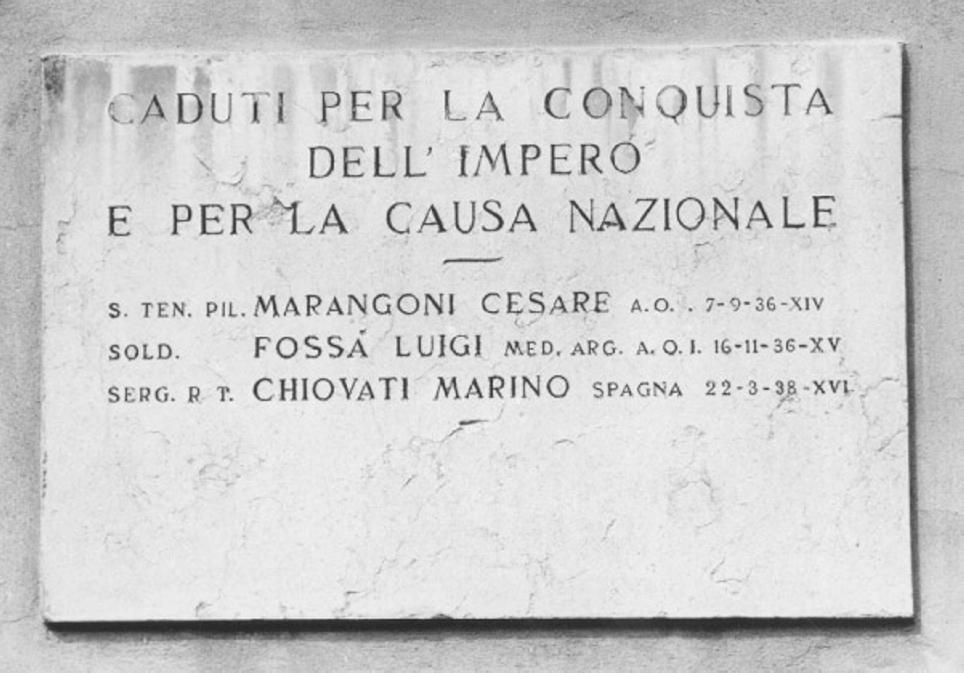 CADUTI PER LA CONQUISTA
DELL' IMPERO
E PER LA CAUSA NAZIONALE
S. TEN. PIL. MARANGONI CESARE A.O. . 7-9-36-XIV
SOLD. FOSSÀ LUIGI MED. ARG. A. O. I. 16-11-36-XV
SERG. R T. CHIOVATI MARINO SPAGNA 22-3-38-XVI